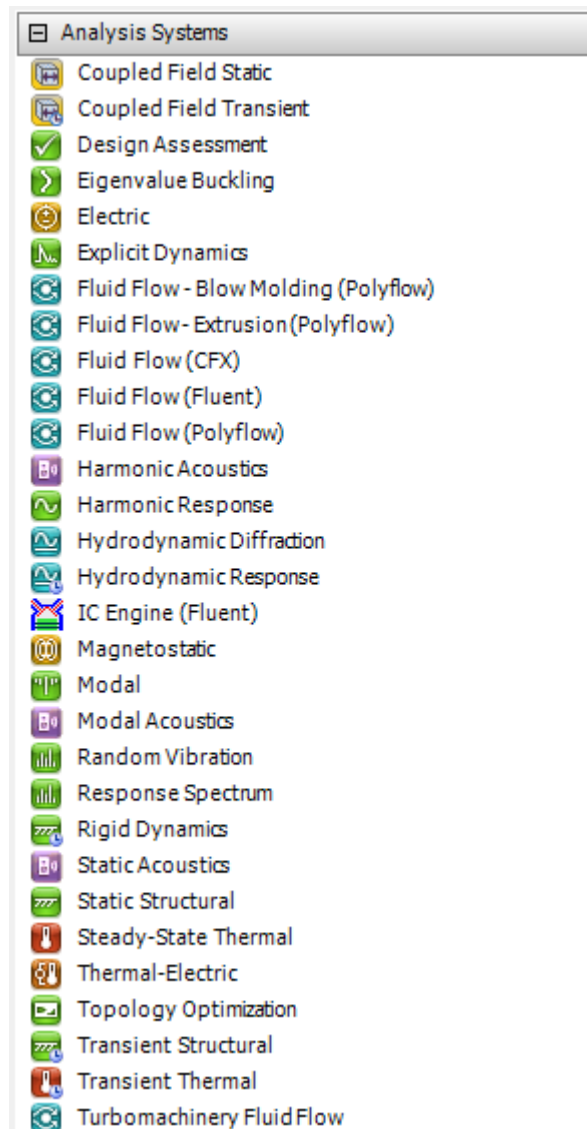 Analysis Systems
Coupled Field Static
Coupled Field Transient
Design Assessment
Eigenvalue Buckling
Electric
Explicit Dynamics
Fluid Flow - Blow Molding (Polyflow)
Fluid Flow - Extrusion (Polyflow)
Fluid Flow (CFX)
Fluid Flow (Fluent)
Fluid Flow (Polyflow)
Harmonic Acoustics
Harmonic Response
Hydrodynamic Diffraction
Hydrodynamic Response
IC Engine (Fluent)
Magnetostatic
Modal
Modal Acoustics
Random Vibration
Response Spectrum
Rigid Dynamics
Static Acoustics
Static Structural
Steady-State Thermal
Thermal-Electric
Topology Optimization
Transient Structural
Transient Thermal
Turbomachinery Fluid Flow